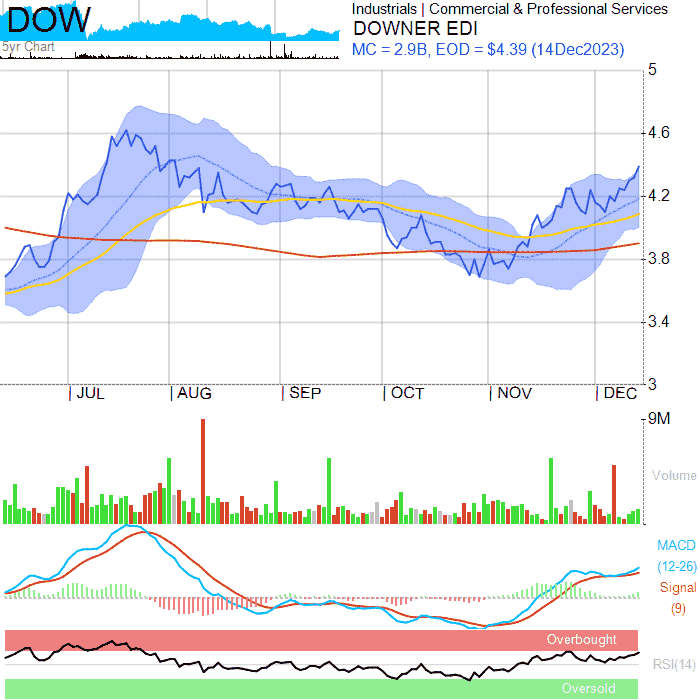 DOW
5yr Chart
Industrials | Commercial & Professional Services
DOWNER EDI
MC = 2.9B, EOD = $4.39 (14Dec2023)
5
4.6
4.2
3.8
3.4
3
JUL
AUG
SEP
OCT
NOV
DEC
9M
Volume
MACD
(12-26)
Signal
(9)
Overbought
RSI(14)
Oversold